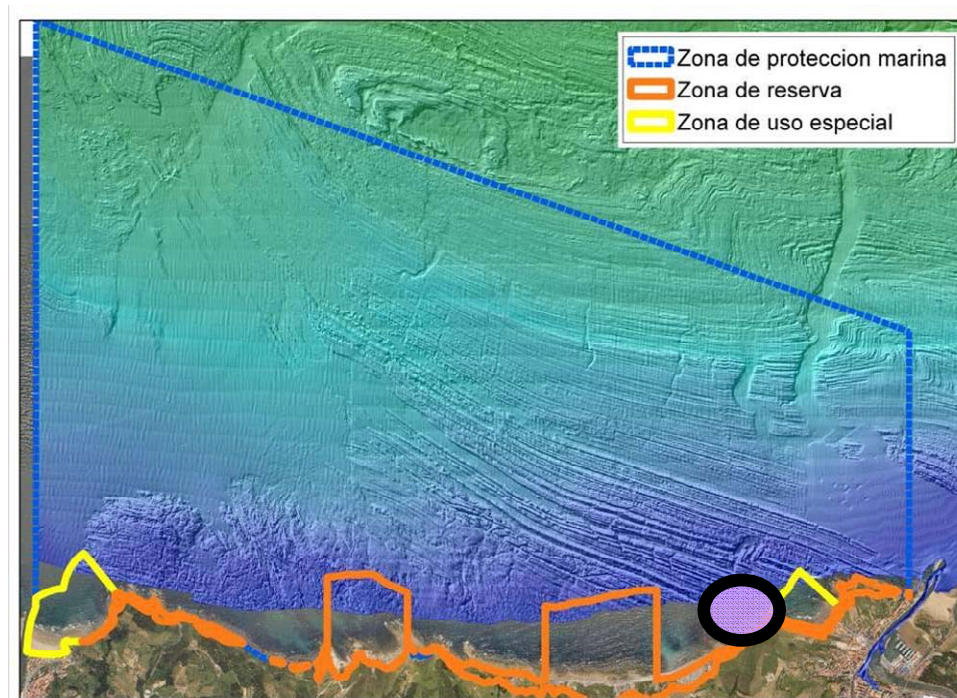 Zona de proteccion marina
Zona de reserva
Zona de uso especial